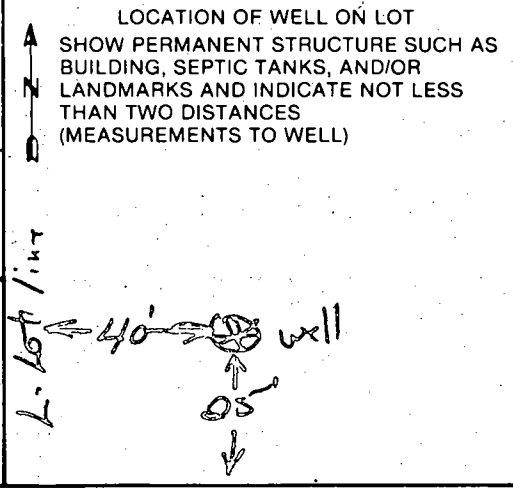 LOCATION OF WELL ON LOT
SHOW PERMANENT STRUCTURE SUCH AS
BUILDING, SEPTIC TANKS, AND/OR
LANDMARKS AND INDICATE NOT LESS
THAN TWO DISTANCES
(MEASUREMENTS TO WELL)
N
L. Lot line
40'
well